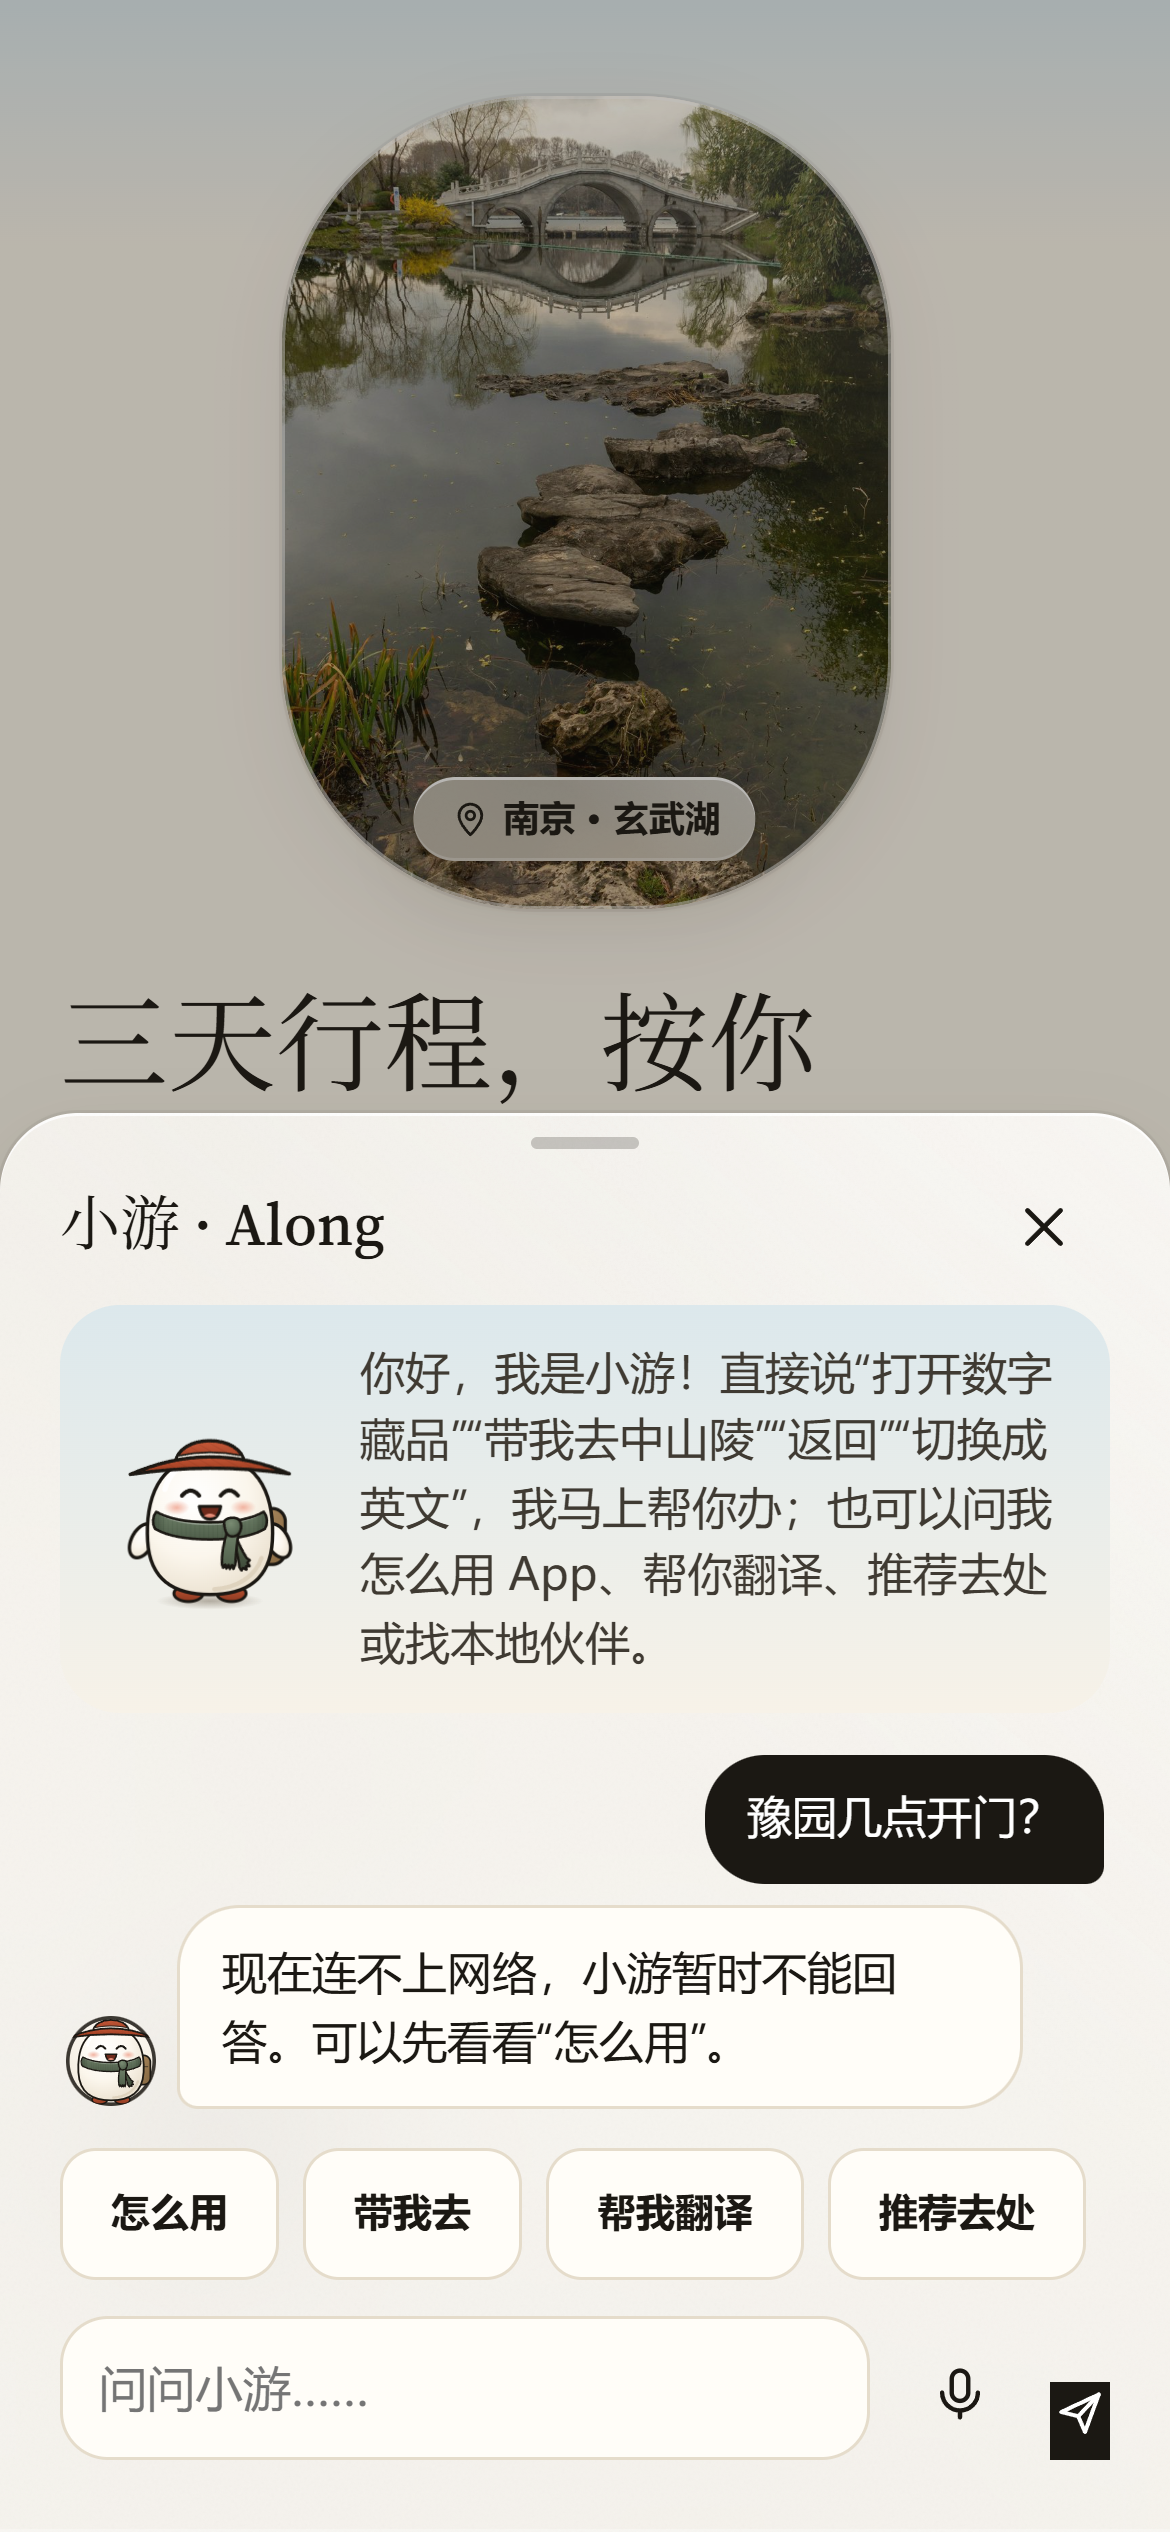 南京·玄武湖
三天行程，按你
小游·Along
你好，我是小游！直接说“打开数字
藏品”“带我去中山陵”“返回”“切换成
英文”，我马上帮你办；也可以问我
怎么用 App、帮你翻译、推荐去处
或找本地伙伴。
豫园几点开门？
现在连不上网络，小游暂时不能回
答。可以先看看“怎么用”。
怎么用
带我去
帮我翻译
推荐去处
问问小游……